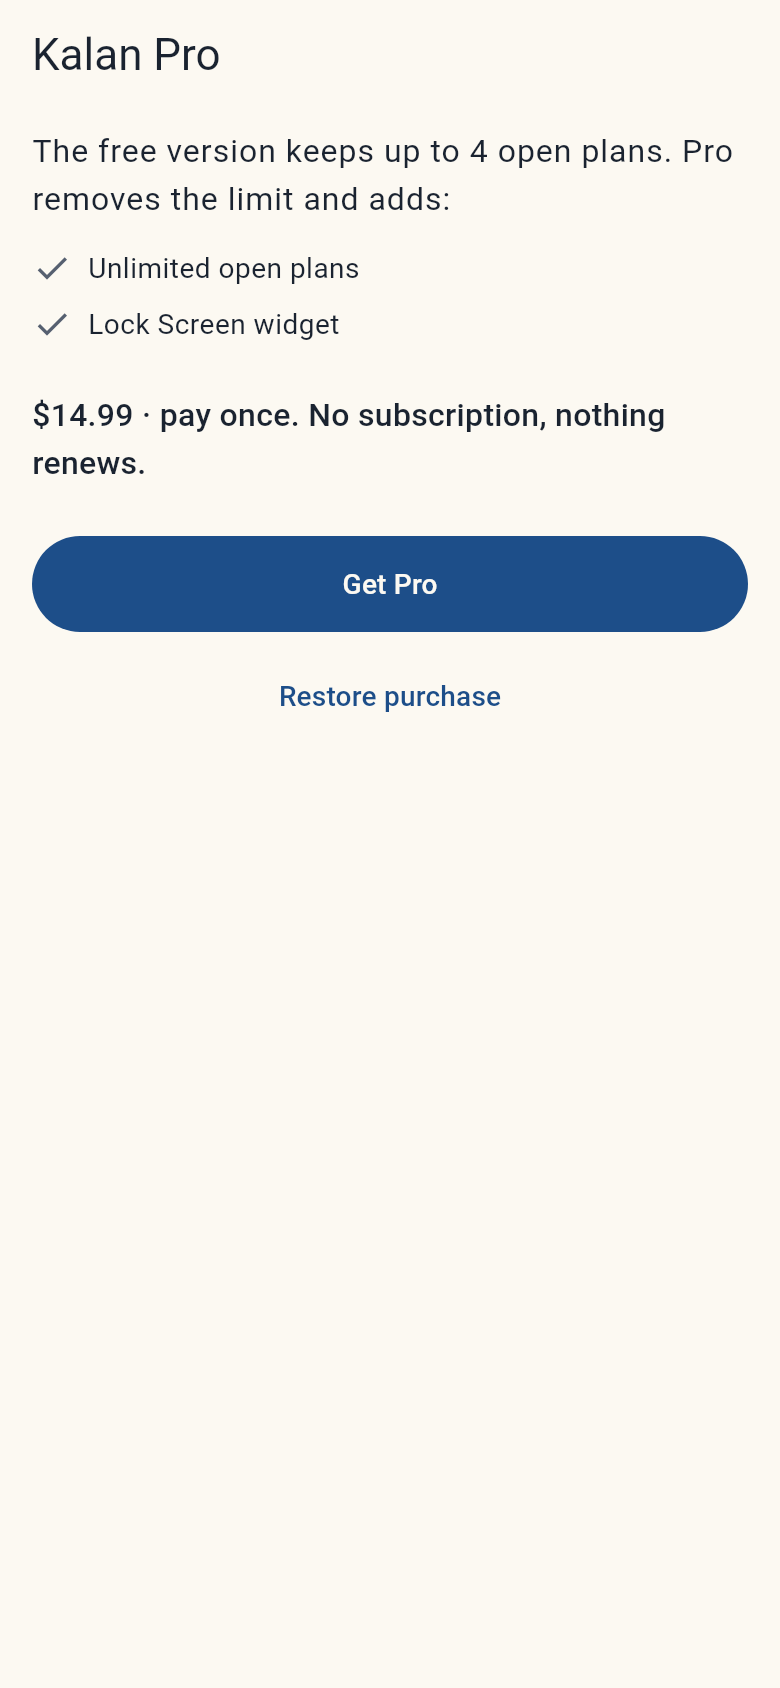 Kalan Pro
The free version keeps up to 4 open plans. Pro
removes the limit and adds:
Unlimited open plans
Lock Screen widget
$14.99 · pay once. No subscription, nothing
renews.
Get Pro
Restore purchase